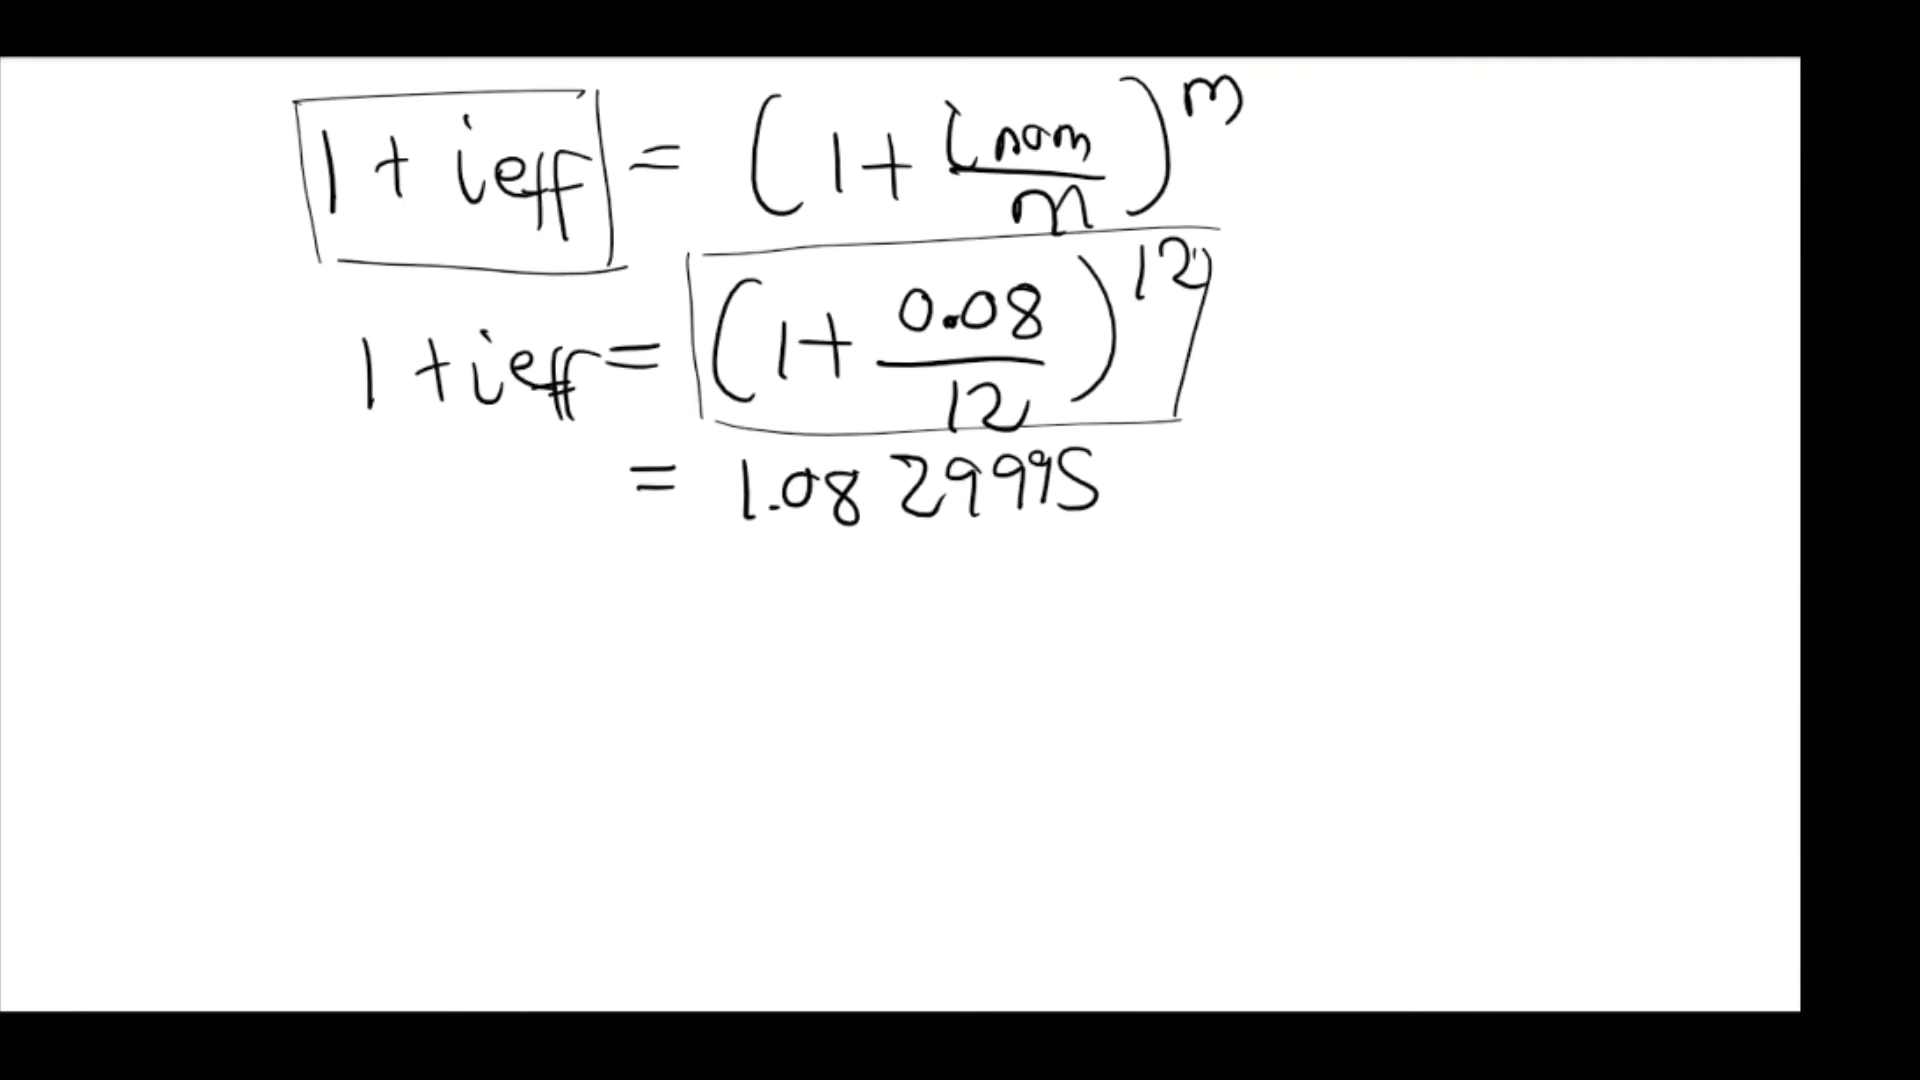 1 + ieff = (1 + inom/m)^m
1 + ieff = (1 + 0.08/12)^12
= 1.0829995